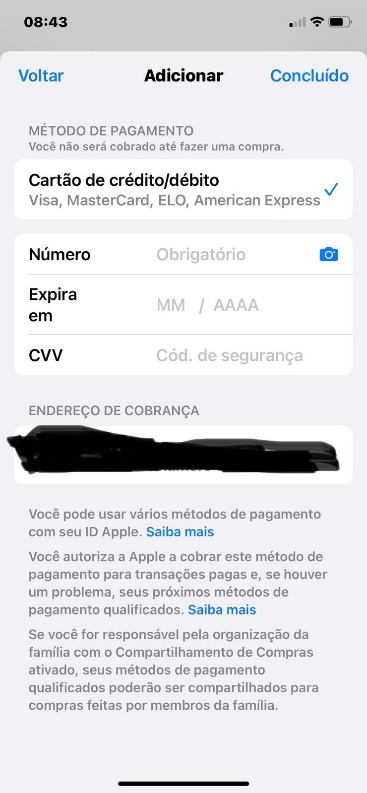 08:43
Voltar Adicionar Concluído
MÉTODO DE PAGAMENTO
Você não será cobrado até fazer uma compra.
Cartão de crédito/débito
Visa, MasterCard, ELO, American Express
Número Obrigatório
Expira
em MM / AAAA
CVV Cód. de segurança
ENDEREÇO DE COBRANÇA
Você pode usar vários métodos de pagamento
com seu ID Apple. Saiba mais
Você autoriza a Apple a cobrar este método de
pagamento para transações pagas e, se houver
um problema, seus próximos métodos de
pagamento qualificados. Saiba mais
Se você for responsável pela organização da
família com o Compartilhamento de Compras
ativado, seus métodos de pagamento
qualificados poderão ser compartilhados para
compras feitas por membros da família.